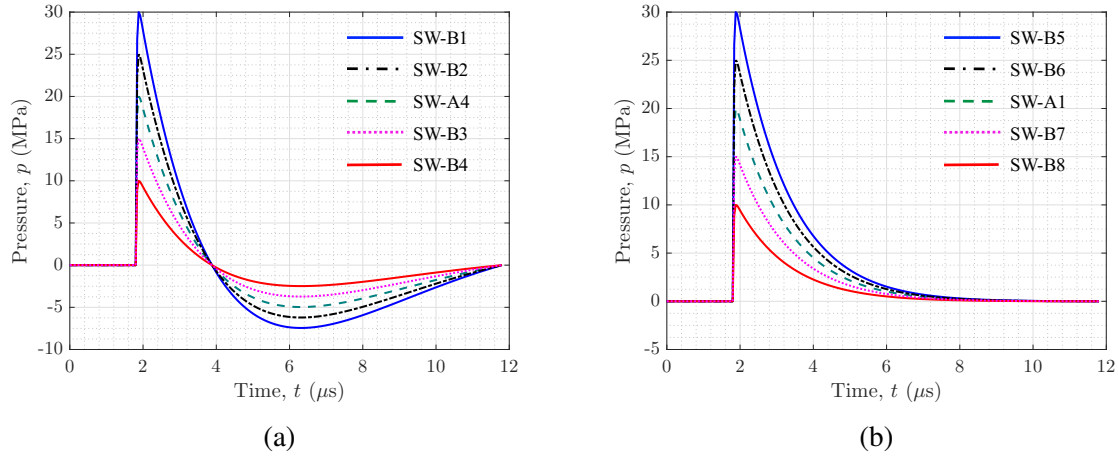 30
25
20
15
10
5
0
-5
-10
0
2
4
6
8
10
12
Pressure, p (MPa)
Time, t (μs)
SW-B1
SW-B2
SW-A4
SW-B3
SW-B4
(a)
30
25
20
15
10
5
0
-5
0
2
4
6
8
10
12
Pressure, p (MPa)
Time, t (μs)
SW-B5
SW-B6
SW-A1
SW-B7
SW-B8
(b)